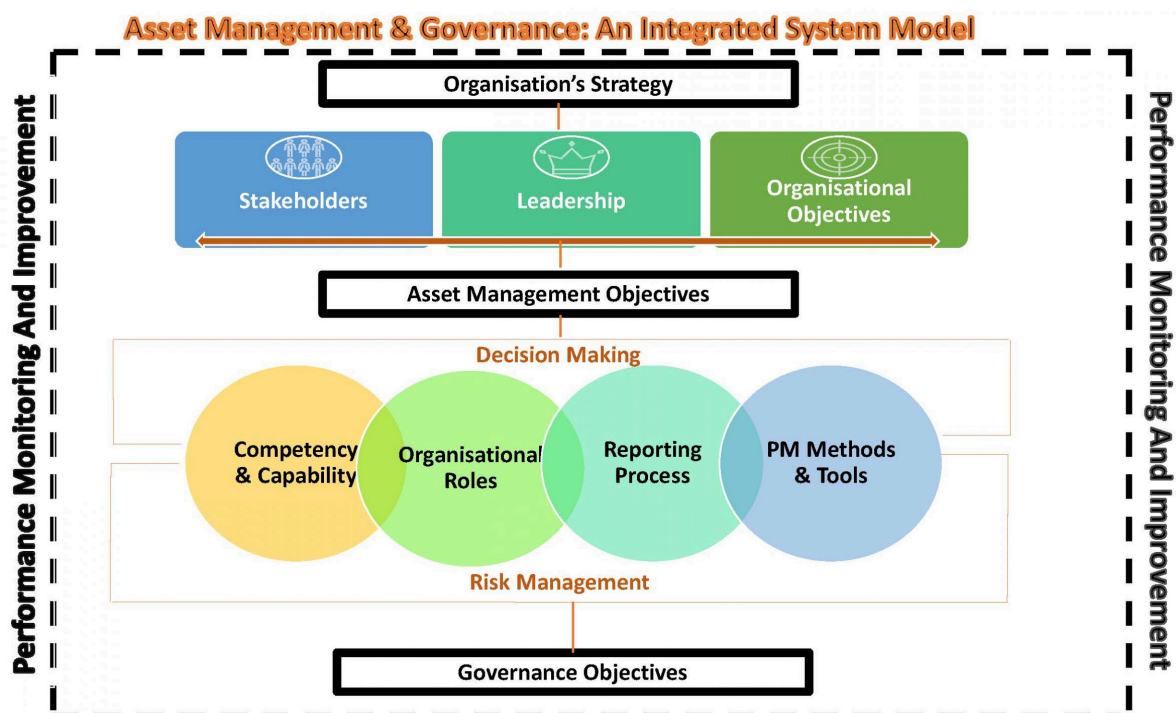 Asset Management & Governance: An Integrated System Model
Performance Monitoring And Improvement
Organisation's Strategy
Stakeholders
Leadership
Organisational
Objectives
Asset Management Objectives
Decision Making
Competency
& Capability
Organisational
Roles
Reporting
Process
PM Methods
& Tools
Risk Management
Governance Objectives
Performance Monitoring And Improvement